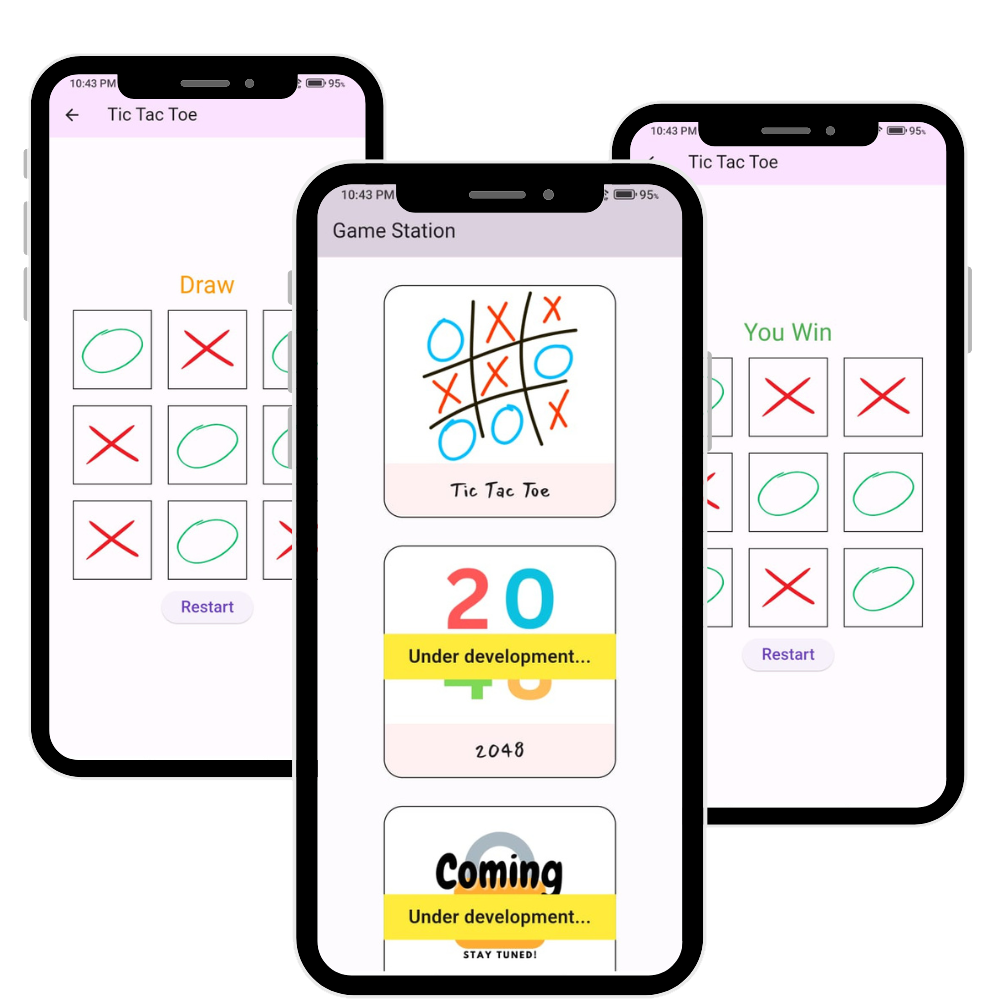 10:43 PM 95%
Tic Tac Toe
Draw
Restart
10:43 PM 95%
Game Station
Tic Tac Toe
20
Under development...
48
2048
Coming
Under development...
STAY TUNED!
10:43 PM 95%
Tic Tac Toe
You Win
Restart